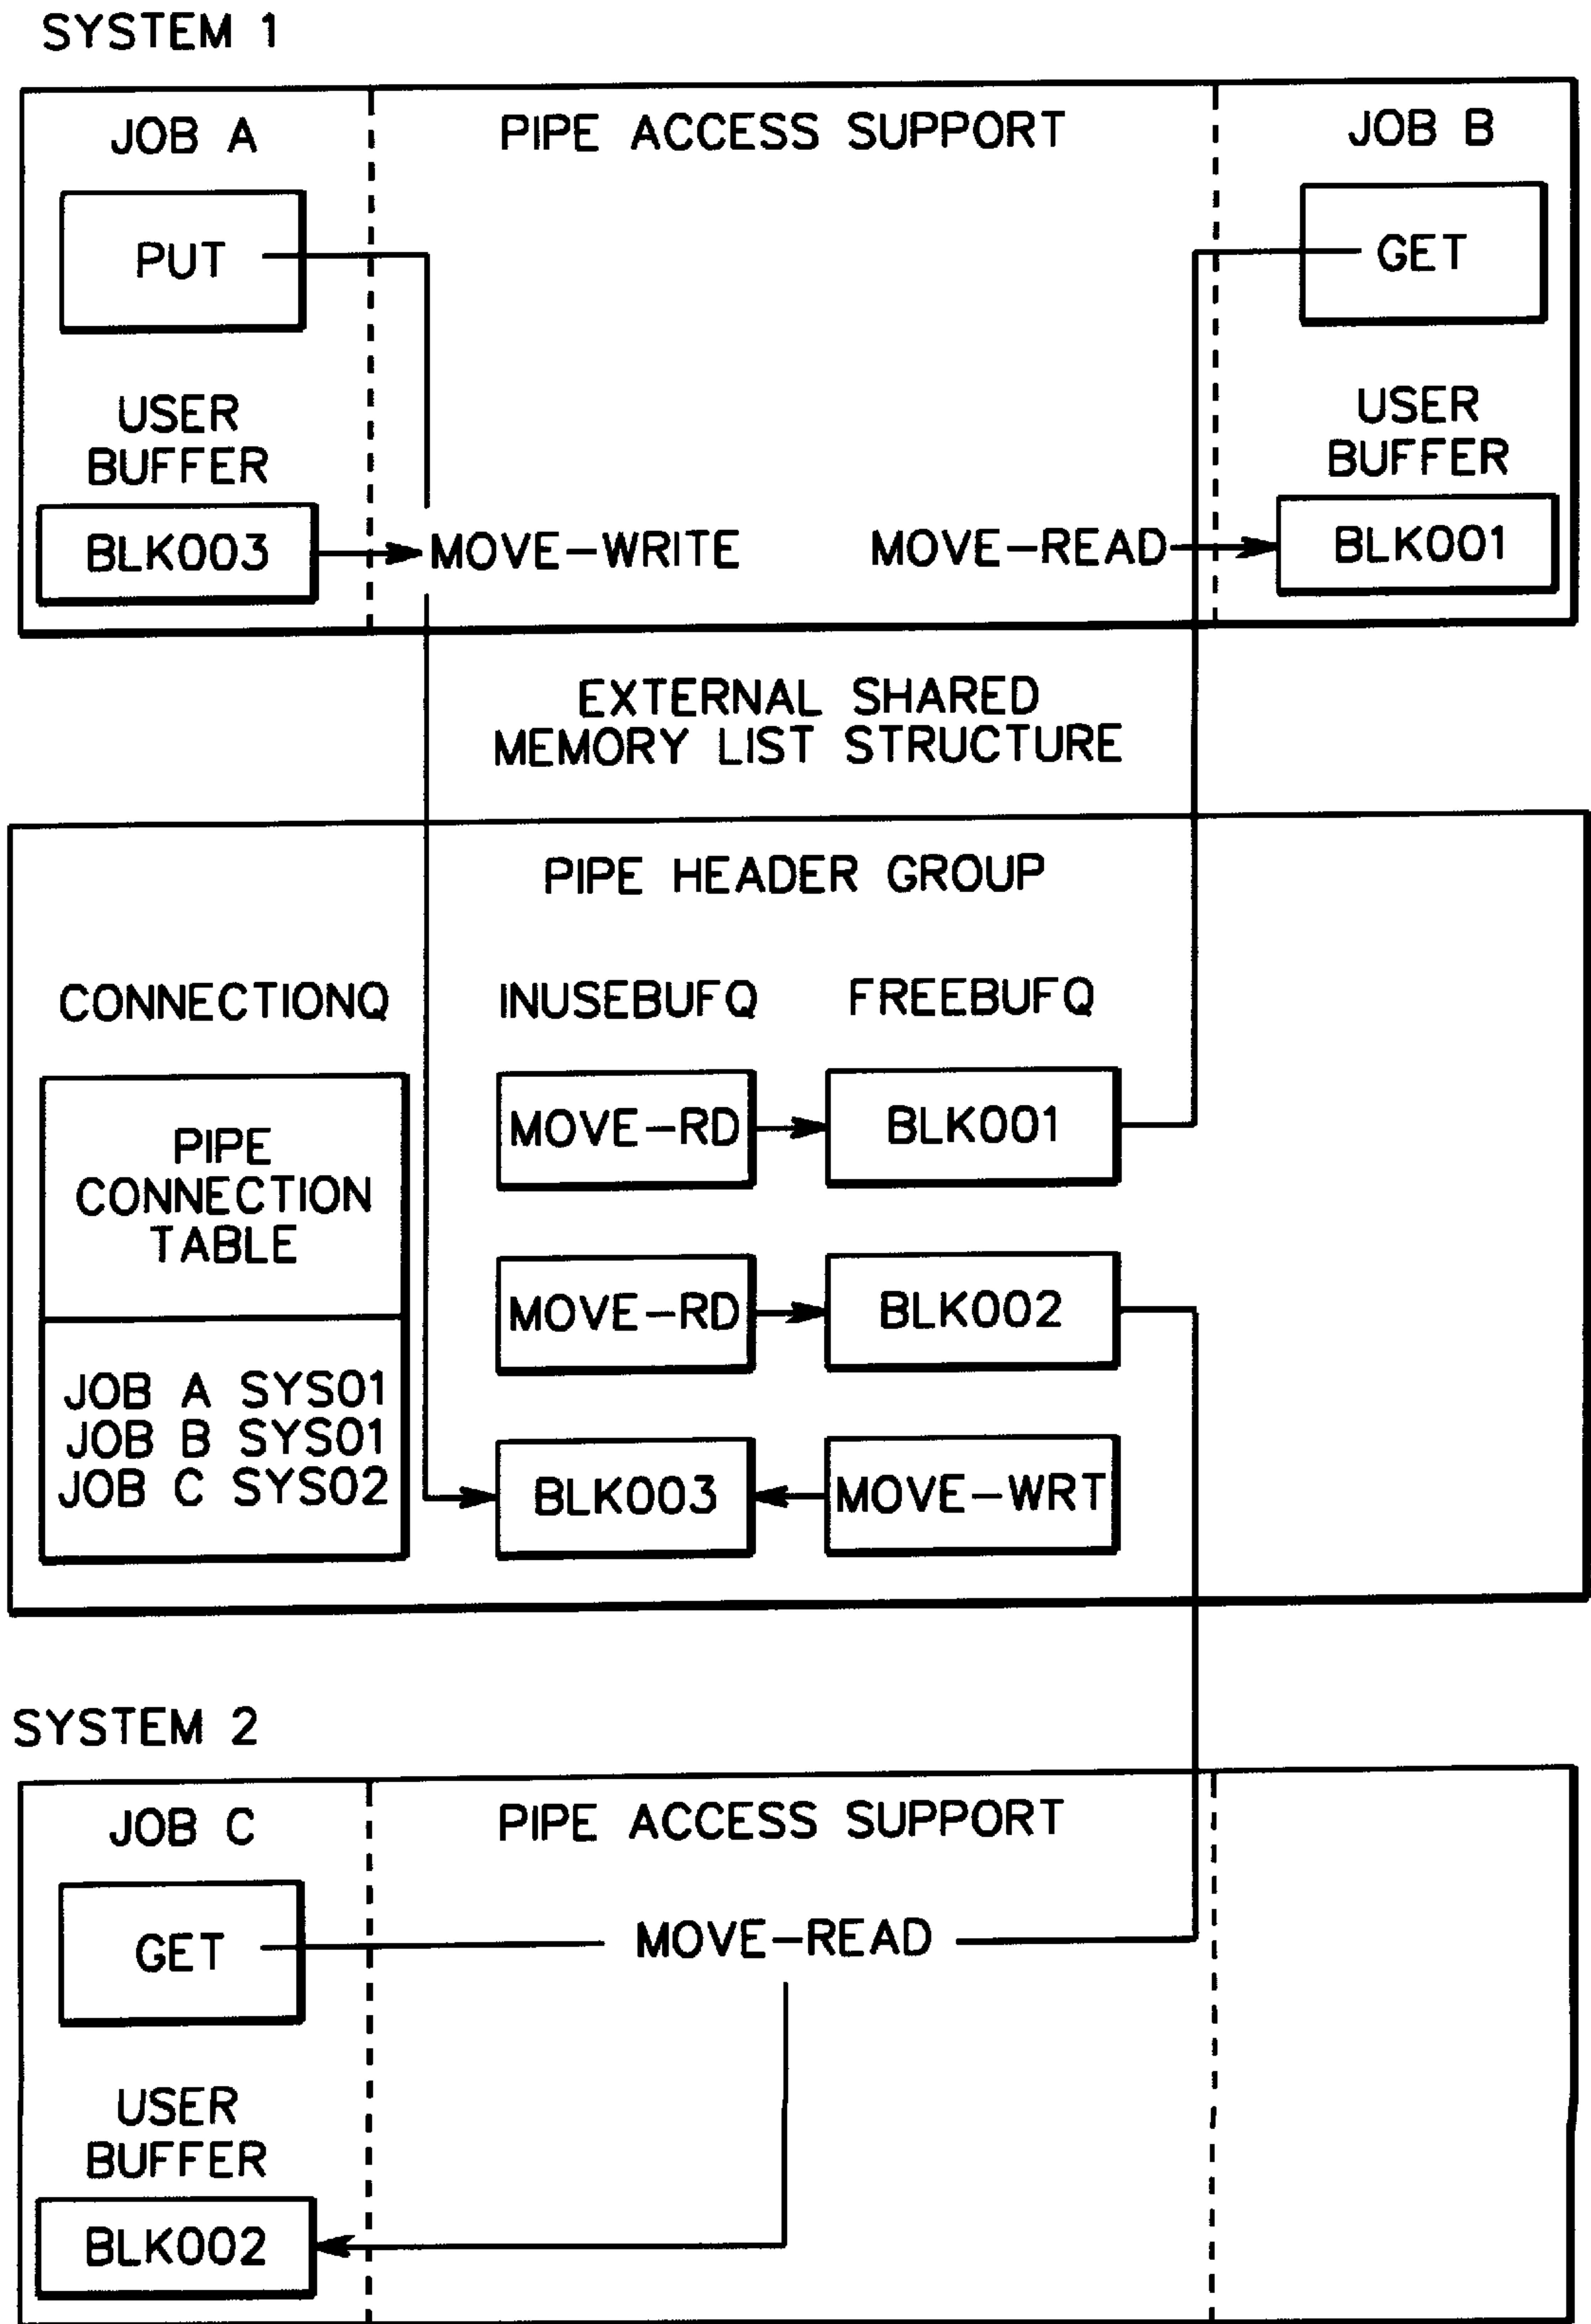 SYSTEM 1
JOB A
PIPE ACCESS SUPPORT
JOB B
PUT
GET
USER
BUFFER
USER
BUFFER
BLK003
MOVE-WRITE
MOVE-READ
BLK001
EXTERNAL SHARED
MEMORY LIST STRUCTURE
PIPE HEADER GROUP
CONNECTIONQ
INUSEBUFQ
FREEBUFQ
PIPE
CONNECTION
TABLE
MOVE-RD
BLK001
MOVE-RD
BLK002
JOB A SYS01
JOB B SYS01
JOB C SYS02
BLK003
MOVE-WRT
SYSTEM 2
JOB C
PIPE ACCESS SUPPORT
GET
MOVE-READ
USER
BUFFER
BLK002